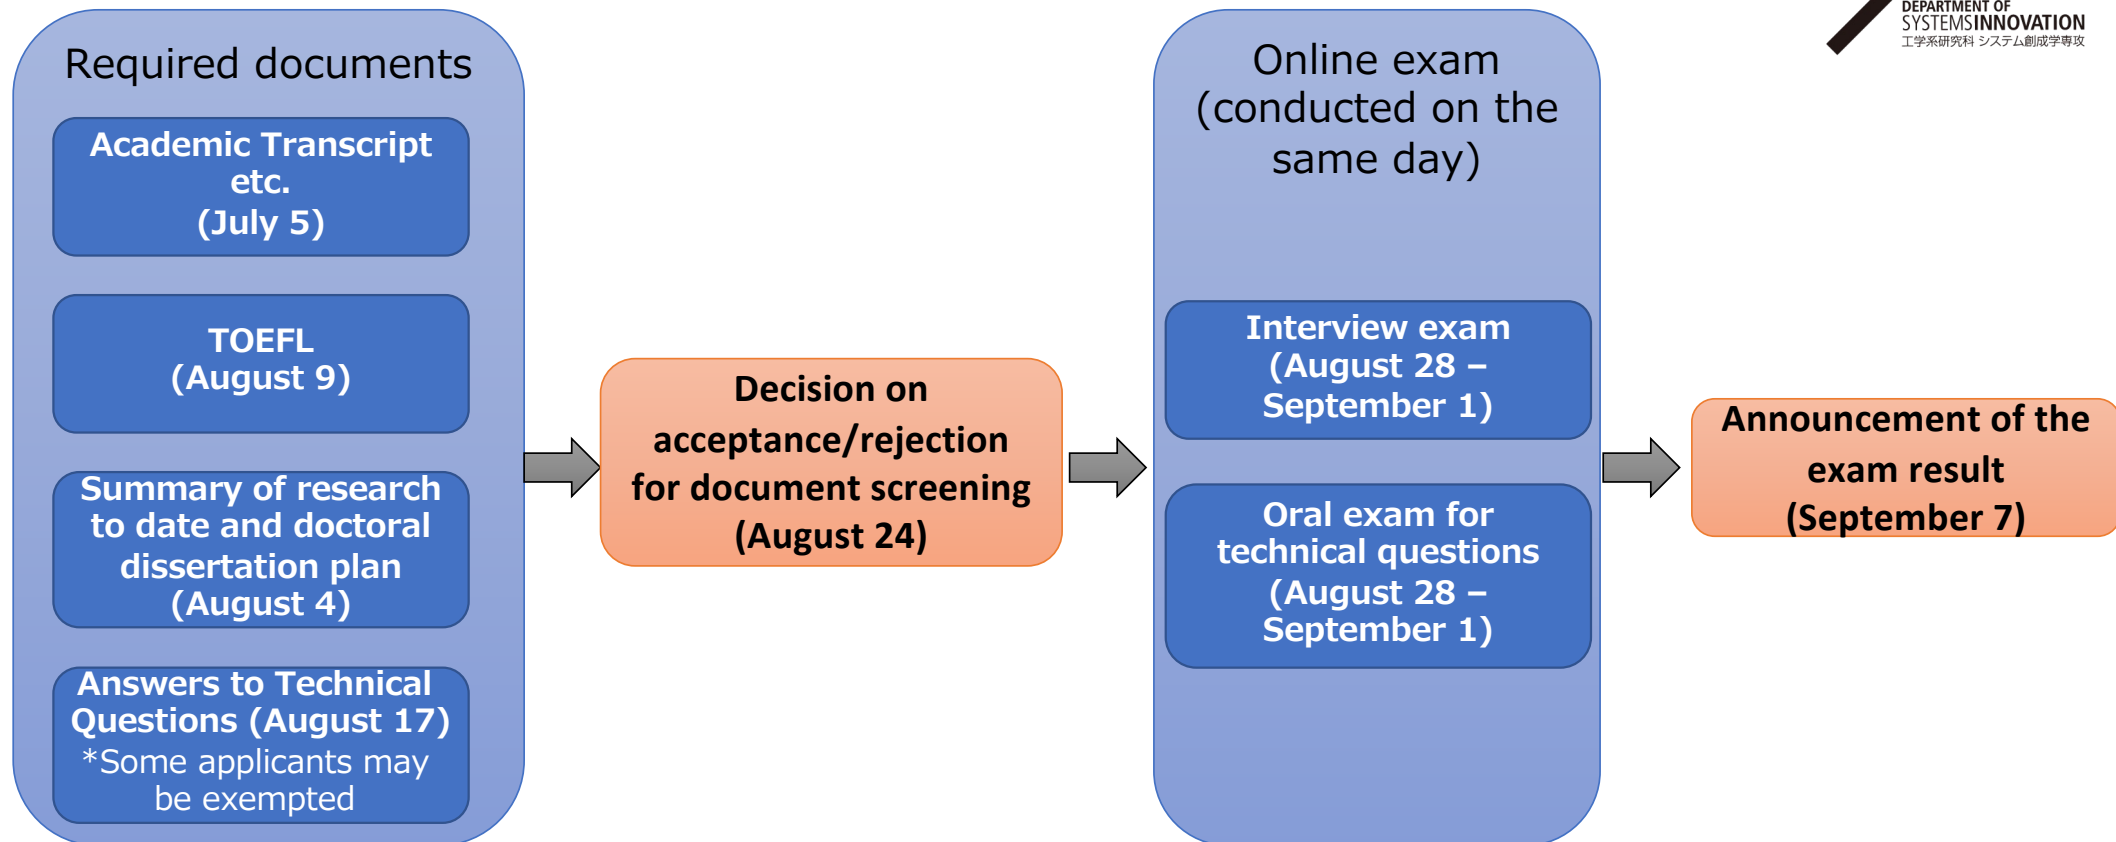 DEPARTMENT OF
SYSTEMSINNOVATION
工学系研究科 システム創成学専攻
Required documents
Academic Transcript
etc.
(July 5)
TOEFL
(August 9)
Summary of research
to date and doctoral
dissertation plan
(August 4)
Answers to Technical
Questions (August 17)
*Some applicants may
be exempted
Decision on
acceptance/rejection
for document screening
(August 24)
Online exam
(conducted on the
same day)
Interview exam
(August 28 –
September 1)
Oral exam for
technical questions
(August 28 –
September 1)
Announcement of the
exam result
(September 7)